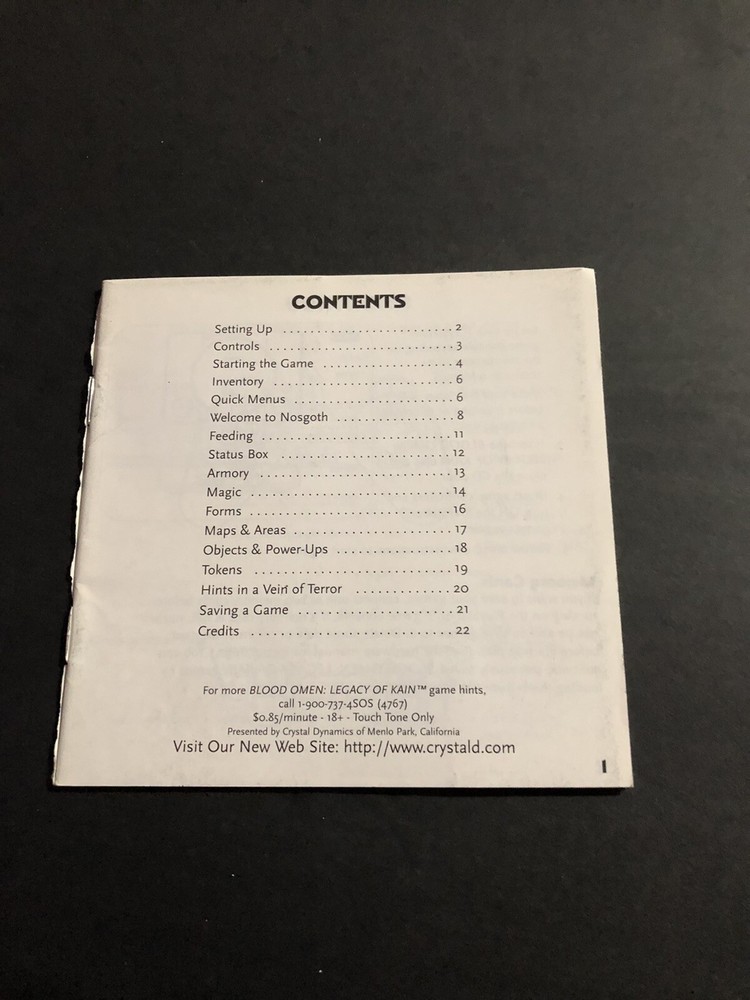 CONTENTS
Setting Up ........................ 2
Controls .......................... 3
Starting the Game ................. 4
Inventory ......................... 6
Quick Menus ....................... 6
Welcome to Nosgoth ................ 8
Feeding ........................... 11
Status Box ........................ 12
Armory ............................ 13
Magic ............................. 14
Forms ............................. 16
Maps & Areas ...................... 17
Objects & Power-Ups ............... 18
Tokens ............................ 19
Hints in a Vein of Terror ............ 20
Saving a Game ..................... 21
Credits ........................... 22
For more BLOOD OMEN: LEGACY OF KAIN™ game hints,
call 1-900-737-4SOS (4767)
$0.85/minute - 18+ - Touch Tone Only
Presented by Crystal Dynamics of Menlo Park, California
Visit Our New Web Site: http://www.crystald.com
1